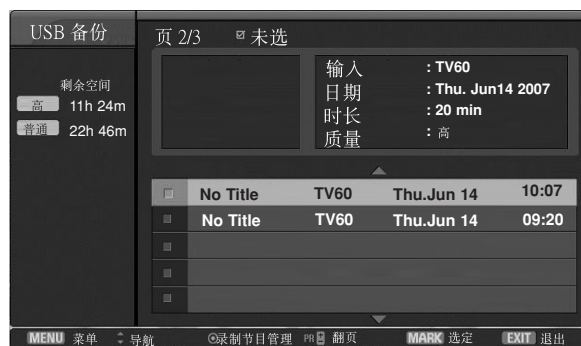 USB 备份
页 2/3 未选
剩余空间
高 11h 24m
普通 22h 46m
输入 : TV60
日期 : Thu. Jun14 2007
时长 : 20 min
质量 : 高
No Title TV60 Thu.Jun 14 10:07
No Title TV60 Thu.Jun 14 09:20
MENU 菜单 导航 录制节目管理 PR 翻页 MARK 选定 EXIT 退出